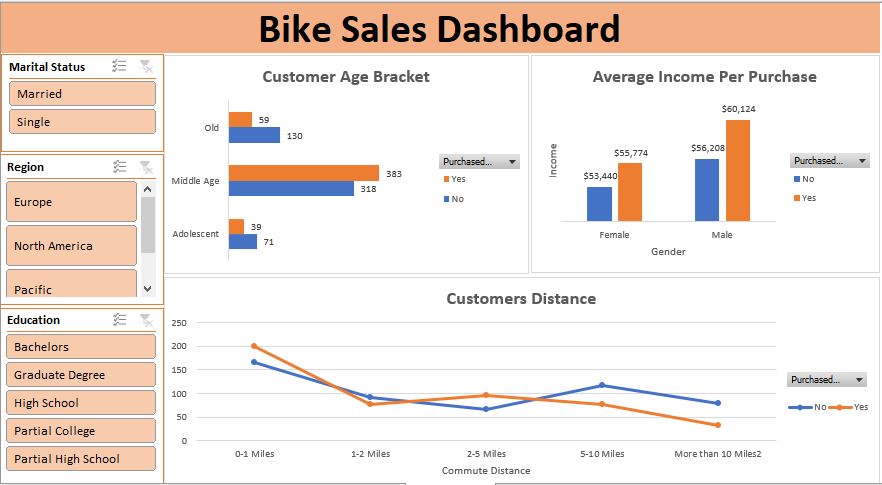 Bike Sales Dashboard
Marital Status
Married
Single
Region
Europe
North America
Pacific
Education
Bachelors
Graduate Degree
High School
Partial College
Partial High School
Customer Age Bracket
Old
59
130
Middle Age
383
318
Adolescent
39
71
Purchased...
Yes
No
Average Income Per Purchase
Income
$53,440
$55,774
$56,208
$60,124
Female
Male
Gender
Purchased...
No
Yes
Customers Distance
250
200
150
100
50
0
0-1 Miles
1-2 Miles
2-5 Miles
5-10 Miles
More than 10 Miles2
Commute Distance
Purchased...
No
Yes